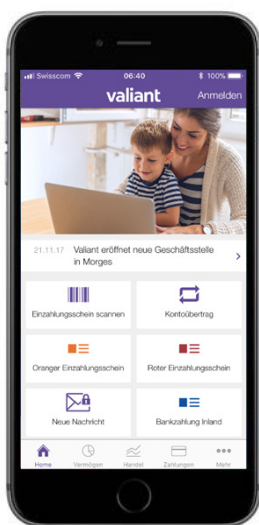 Swisscom 06:40 100%
valiant Anmelden
21.11.17 Valiant eröffnet neue Geschäftsstelle
in Morges
Einzahlungsschein scannen Kontoübertrag
Oranger Einzahlungsschein Roter Einzahlungsschein
Neue Nachricht Bankzahlung Inland
Home Vermögen Handel Zahlungen Mehr